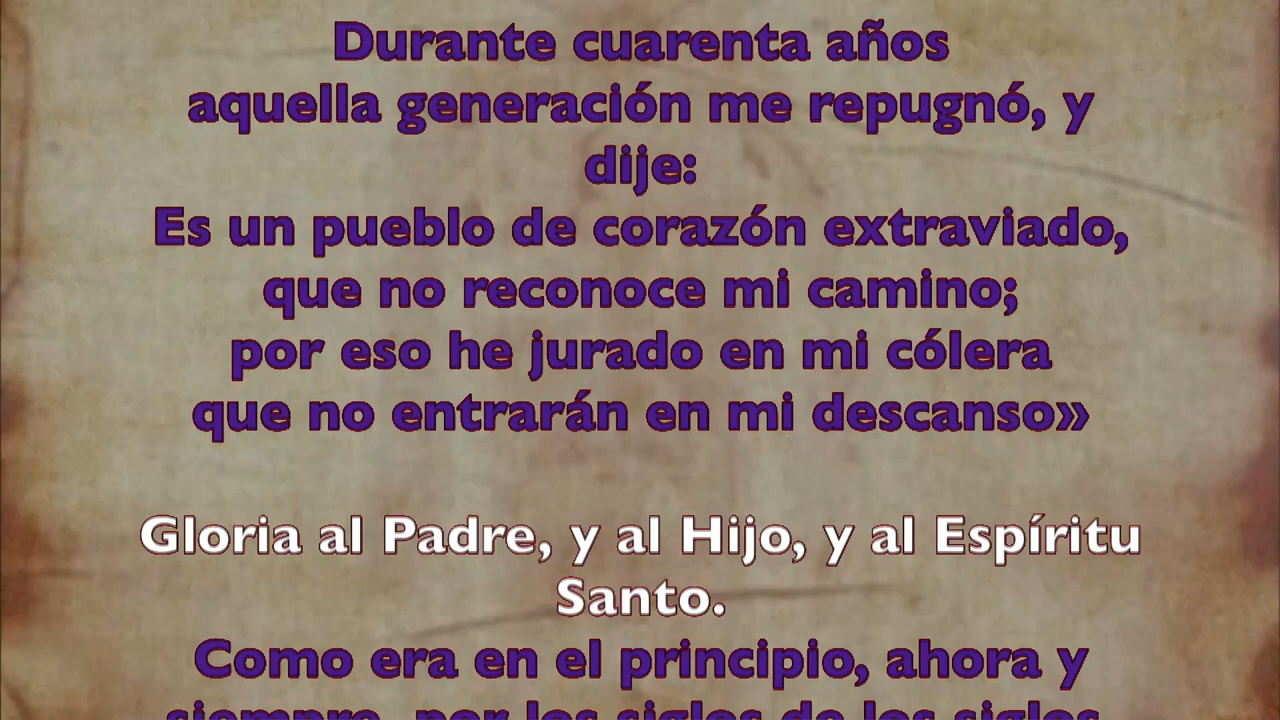 Durante cuarenta años
aquella generación me repugnó, y
dije:
Es un pueblo de corazón extraviado,
que no reconoce mi camino;
por eso he jurado en mi cólera
que no entrarán en mi descanso»
Gloria al Padre, y al Hijo, y al Espíritu
Santo.
Como era en el principio, ahora y
siempre, por los siglos de los siglos